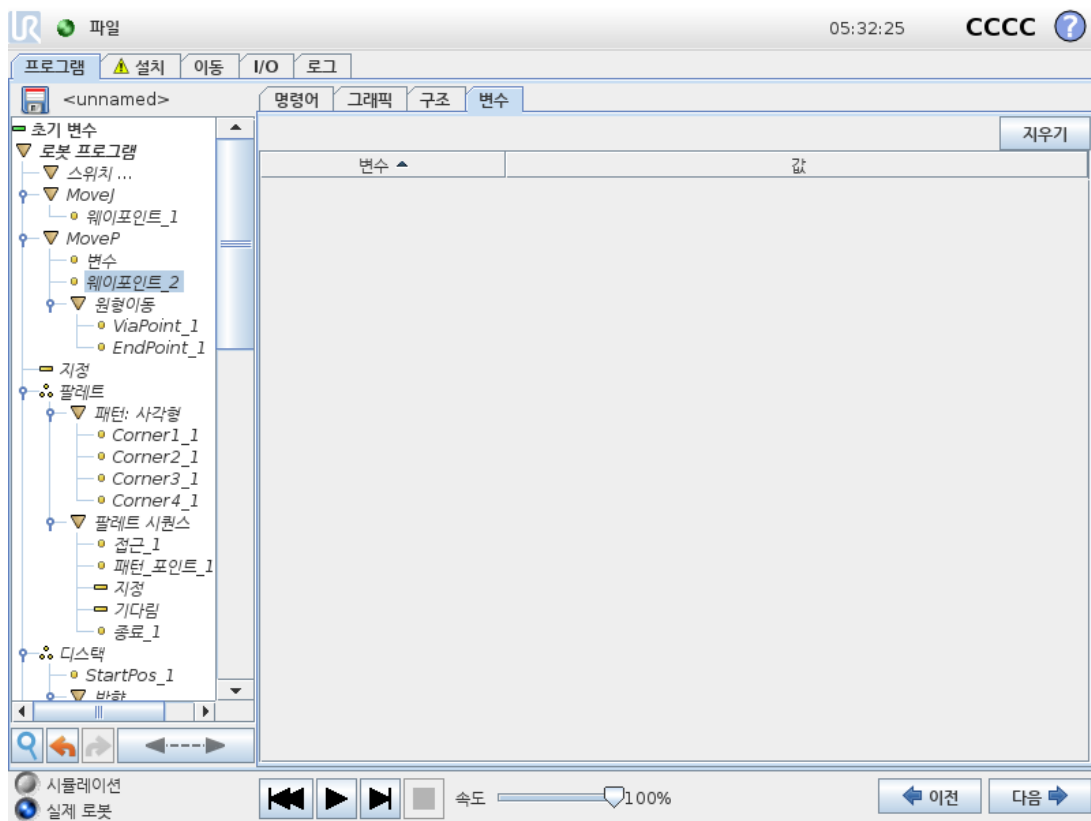 UR 파일 05:32:25 CCCC ?
프로그램 설치 이동 I/O 로그
<unnamed> 명령어 그래픽 구조 변수
초기 변수
지우기
로봇 프로그램
변수 값
스위치 ...
MoveJ
웨이포인트_1
MoveP
변수
웨이포인트_2
원형이동
ViaPoint_1
EndPoint_1
지정
팔레트
패턴: 사각형
Corner1_1
Corner2_1
Corner3_1
Corner4_1
팔레트 시퀀스
접근_1
패턴_포인트_1
지정
기다림
종료_1
디스택
StartPos_1
방향
시뮬레이션
실제 로봇
속도 100% 이전 다음